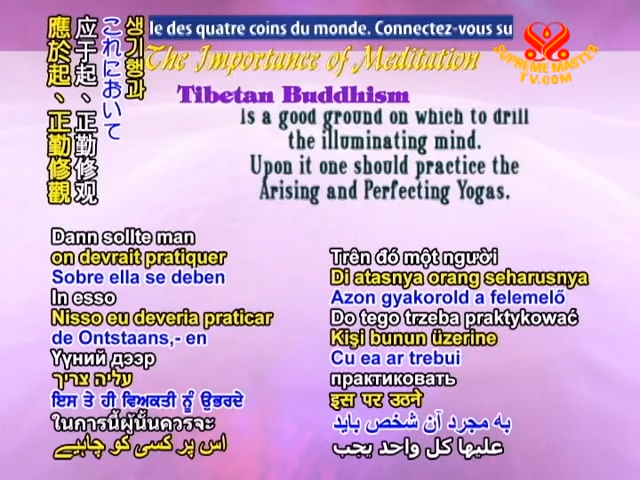 le des quatre coins du monde. Connectez-vous su
SUPREME MASTER
TV.COM
The Importance of Meditation
Tibetan Buddhism
Is a good ground on which to drill
the illuminating mind.
Upon it one should practice the
Arising and Perfecting Yogas.
생기행과
これにおいて
应于起、正勤修观
應於起、正勤修觀
Dann sollte man
on devrait pratiquer
Sobre ella se deben
In esso
Nisso eu deveria praticar
de Ontstaans,- en
Үүний дээр
עליה צריך
ਇਸ ਤੇ ਹੀ ਵਿਅਕਤੀ ਨੂੰ ਉਭਰਦੇ
ในการนี้ผู้นั้นควรจะ
اس پر کسی کو چاہیے
Trên đó một người
Di atasnya orang seharusnya
Azon gyakorold a felemelő
Do tego trzeba praktykować
Kişi bunun üzerine
Cu ea ar trebui
практиковать
इस पर उठने
به مجرد آن شخص باید
عليها كل واحد يجب